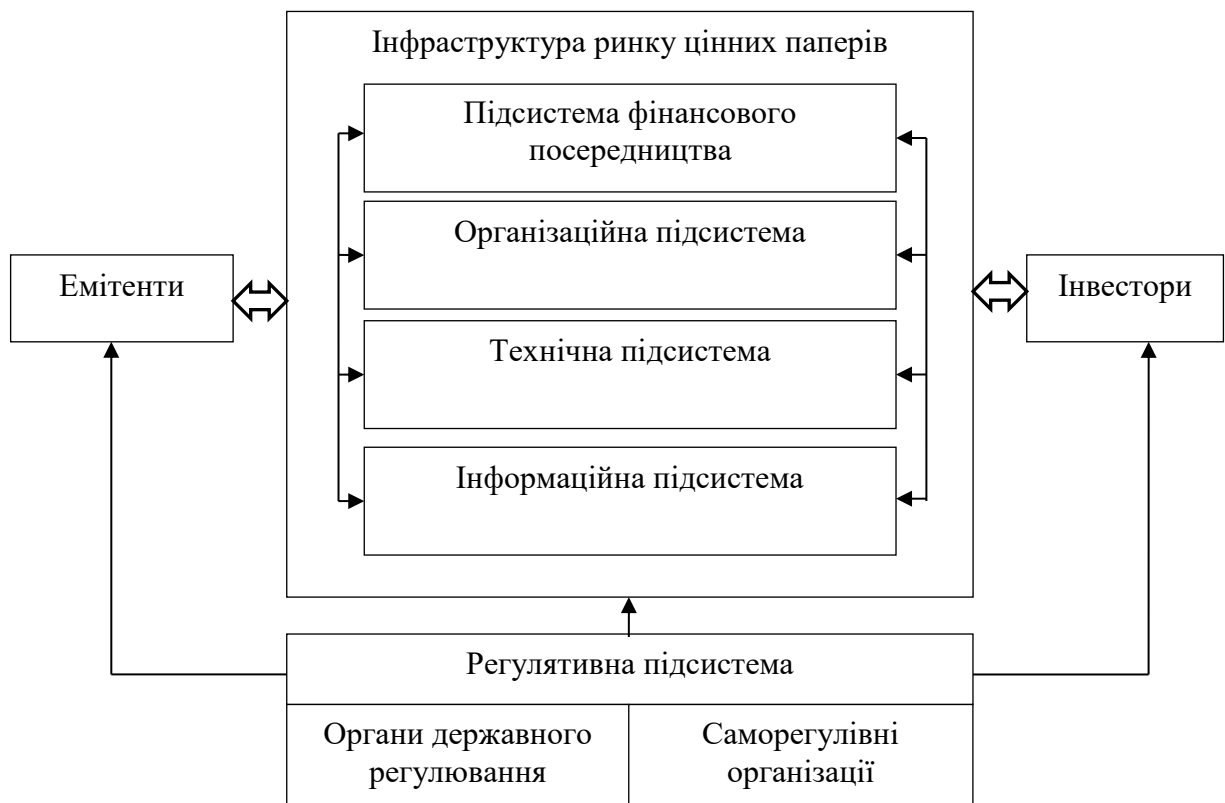 Інфраструктура ринку цінних паперів
Підсистема фінансового
посередництва
Організаційна підсистема
Емітенти
Інвестори
Технічна підсистема
Інформаційна підсистема
Регулятивна підсистема
Органи державного
регулювання
Саморегулівні
організації